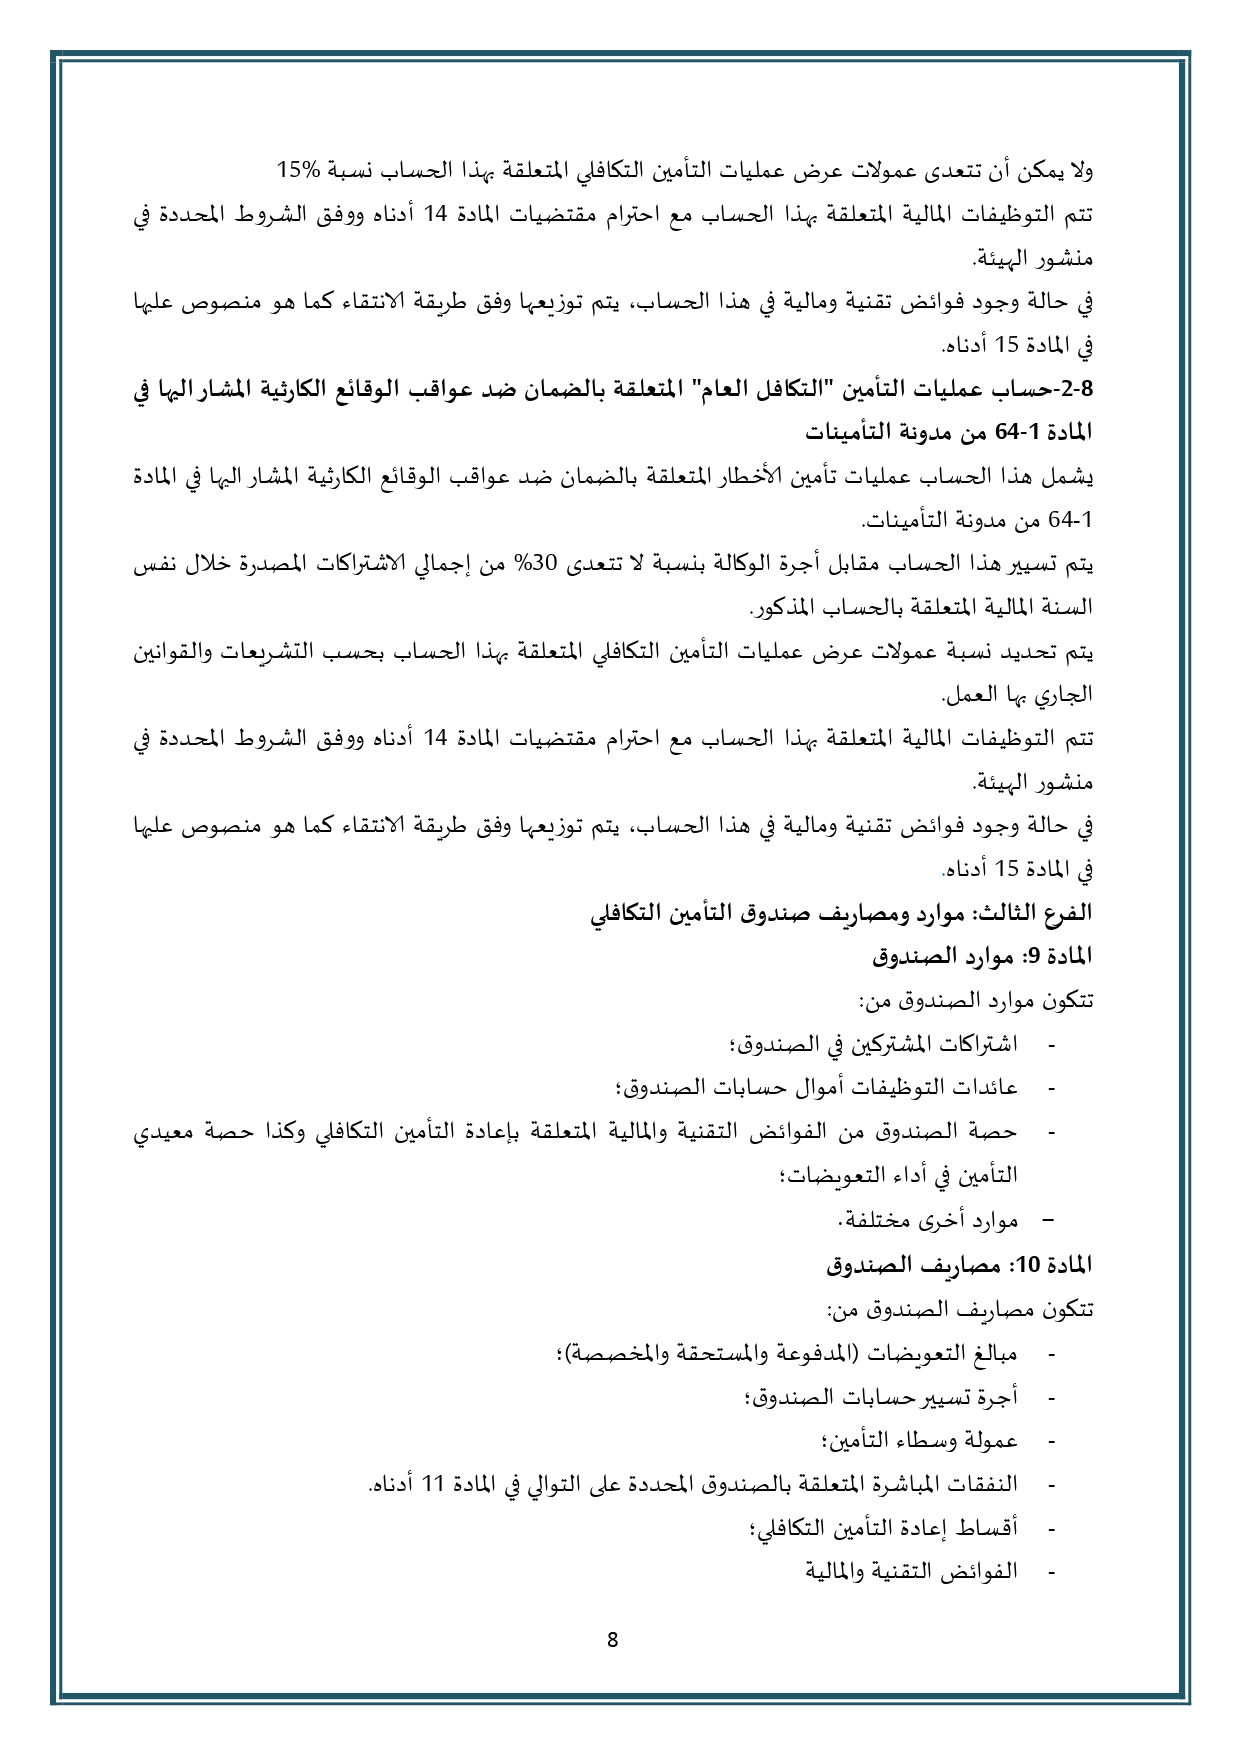 ولا يمكن أن تتعدى عمولات عرض عمليات التأمين التكافلي المتعلقة بهذا الحساب نسبة %15
تتم التوظيفات المالية المتعلقة بهذا الحساب مع احترام مقتضيات المادة 14 أدناه ووفق الشروط المحددة في
منشور الهيئة.
في حالة وجود فوائض تقنية ومالية في هذا الحساب، يتم توزيعها وفق طريقة الانتقاء كما هو منصوص عليها
في المادة 15 أدناه.
2-8-حساب عمليات التأمين "التكافل العام" المتعلقة بالضمان ضد عواقب الوقائع الكارثية المشار اليها في
المادة 1-64 من مدونة التأمينات
يشمل هذا الحساب عمليات تأمين الأخطار المتعلقة بالضمان ضد عواقب الوقائع الكارثية المشار اليها في المادة
64-1 من مدونة التأمينات.
يتم تسيير هذا الحساب مقابل أجرة الوكالة بنسبة لا تتعدى 30% من إجمالي الاشتراكات المصدرة خلال نفس
السنة المالية المتعلقة بالحساب المذكور.
يتم تحديد نسبة عمولات عرض عمليات التأمين التكافلي المتعلقة بهذا الحساب بحسب التشريعات والقوانين
الجاري بها العمل.
تتم التوظيفات المالية المتعلقة بهذا الحساب مع احترام مقتضيات المادة 14 أدناه ووفق الشروط المحددة في
منشور الهيئة.
في حالة وجود فوائض تقنية ومالية في هذا الحساب، يتم توزيعها وفق طريقة الانتقاء كما هو منصوص عليها
في المادة 15 أدناه.
الفرع الثالث: موارد ومصاريف صندوق التأمين التكافلي
المادة 9: موارد الصندوق
تتكون موارد الصندوق من:
- اشتراكات المشتركين في الصندوق؛
- عائدات التوظيفات أموال حسابات الصندوق؛
- حصة الصندوق من الفوائض التقنية والمالية المتعلقة بإعادة التأمين التكافلي وكذا حصة معيدي
التأمين في أداء التعويضات؛
– موارد أخرى مختلفة.
المادة 10: مصاريف الصندوق
تتكون مصاريف الصندوق من:
- مبالغ التعويضات (المدفوعة والمستحقة والمخصصة)؛
- أجرة تسيير حسابات الصندوق؛
- عمولة وسطاء التأمين؛
- النفقات المباشرة المتعلقة بالصندوق المحددة على التوالي في المادة 11 أدناه.
- أقساط إعادة التأمين التكافلي؛
- الفوائض التقنية والمالية
8